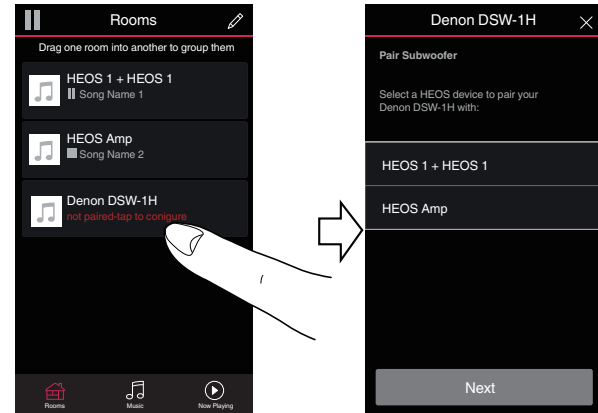 Rooms
Drag one room into another to group them
HEOS 1 + HEOS 1
Song Name 1
HEOS Amp
Song Name 2
Denon DSW-1H
not paired-tap to conigure
Rooms
Music
Now Playing
Denon DSW-1H
Pair Subwoofer
Select a HEOS device to pair your
Denon DSW-1H with:
HEOS 1 + HEOS 1
HEOS Amp
Next